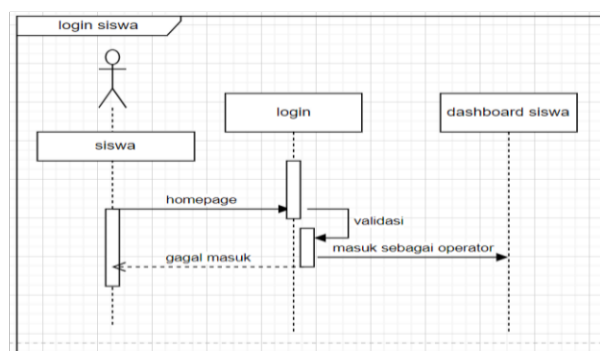 login siswa
login
dashboard siswa
siswa
homepage
validasi
masuk sebagai operator
gagal masuk